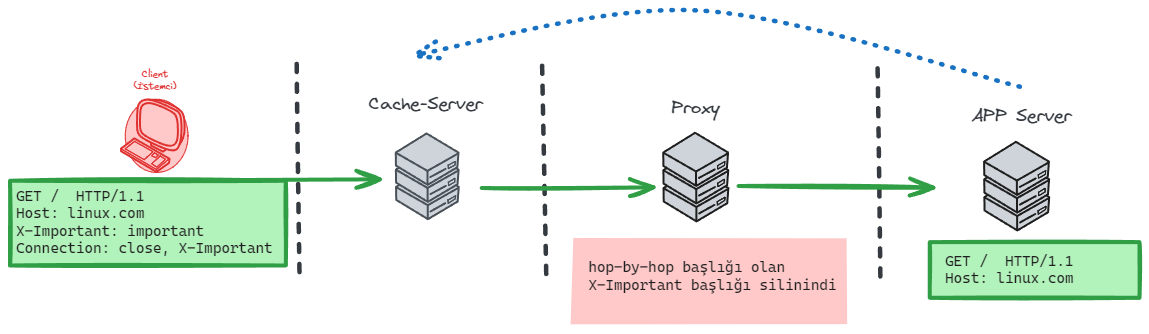 Client
(İstemci)
Cache-Server
Proxy
APP Server
GET /  HTTP/1.1
Host: linux.com
X-Important: important
Connection: close, X-Important
hop-by-hop başlığı olan
X-Important başlığı silinindi
GET /  HTTP/1.1
Host: linux.com